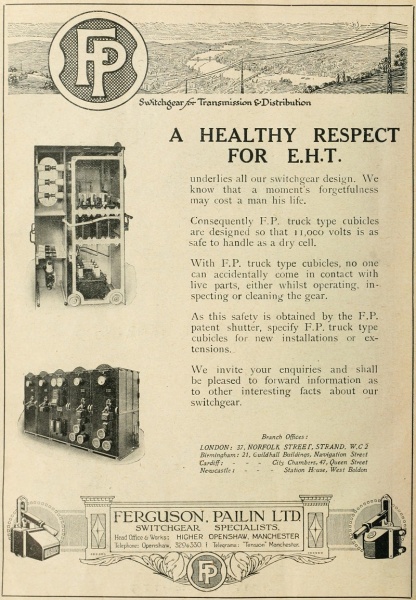 FP
Switchgear for Transmission & Distribution
A HEALTHY RESPECT
FOR E.H.T.
underlies all our switchgear design. We
know that a moment's forgetfulness
may cost a man his life.
Consequently F.P. truck type cubicles
are designed so that 11,000 volts is as
safe to handle as a dry cell.
With F.P. truck type cubicles, no one
can accidentally come in contact with
live parts, either whilst operating, in-
specting or cleaning the gear.
As this safety is obtained by the F.P.
patent shutter, specify F.P. truck type
cubicles for new installations or ex-
tensions.
We invite your enquiries and shall
be pleased to forward information as
to other interesting facts about our
switchgear.
Branch Offices:
LONDON: 37, NORFOLK STREET, STRAND, W.C.2
Birmingham: 21, Guildhall Buildings, Navigation Street
Cardiff: - - - City Chambers, 47, Queen Street
Newcastle: - - - Station House, West Boldon
FERGUSON, PAILIN LTD
SWITCHGEAR SPECIALISTS.
Head Office & Works: HIGHER OPENSHAW, MANCHESTER
Telephone: Openshaw, Telegrams: "Tension" Manchester.
FP